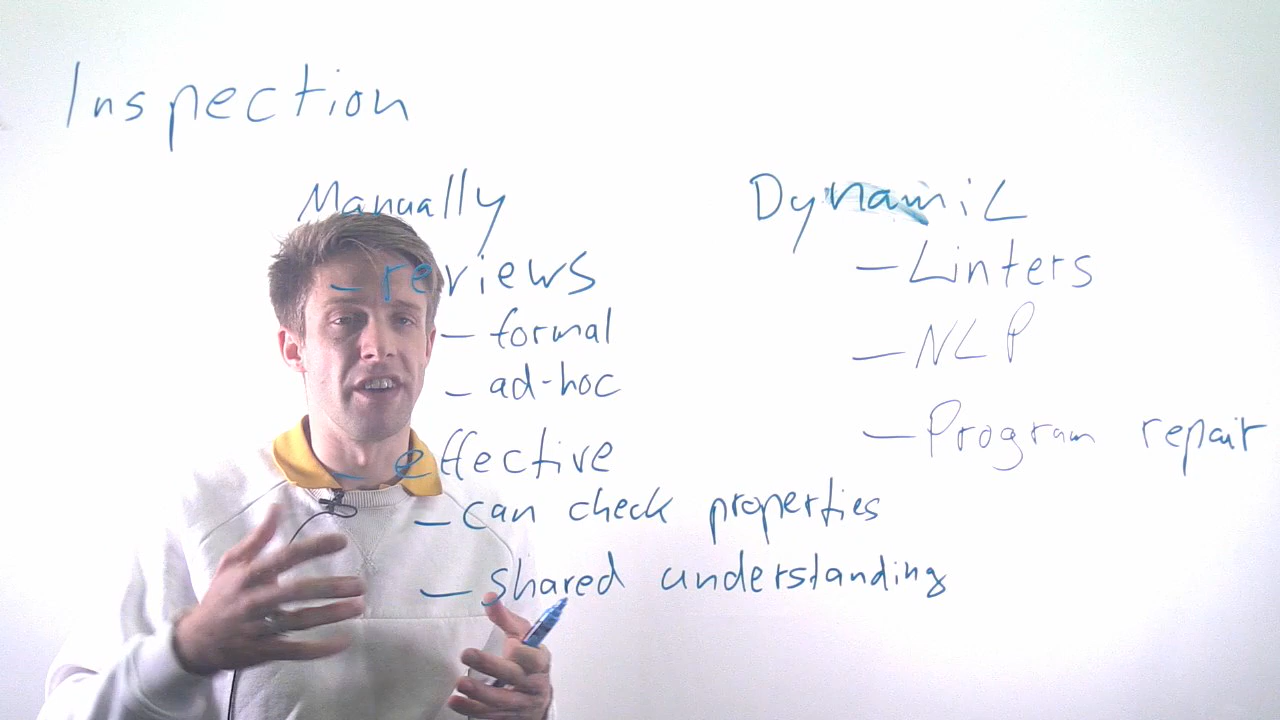 Inspection
Manually
- reviews
- formal
- ad-hoc
- effective
- can check properties
- shared understanding
Dynamic
- Linters
- NLP
- Program repair